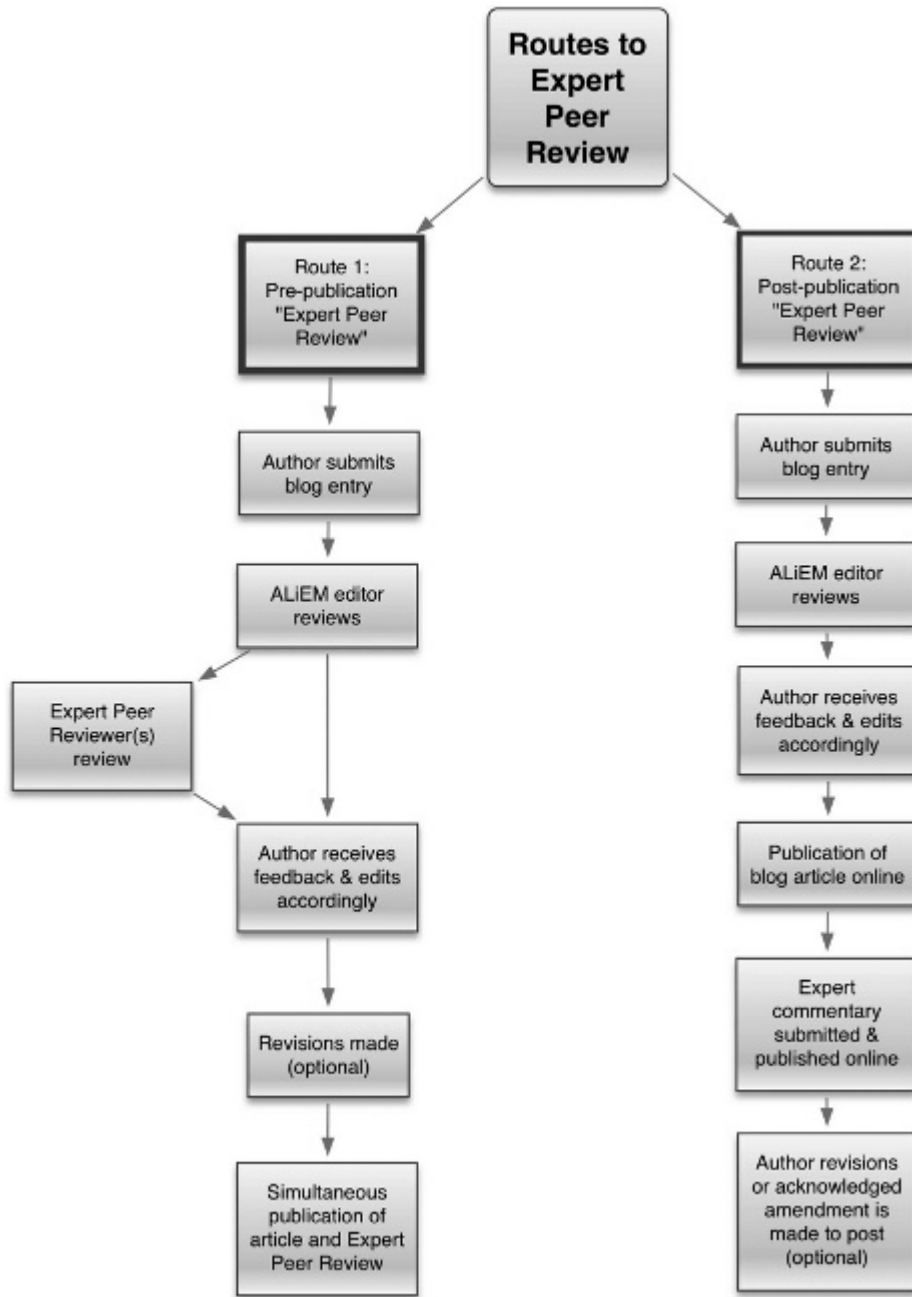 Routes to
Expert
Peer
Review
Route 1:
Pre-publication
"Expert Peer
Review"
Author submits
blog entry
ALiEM editor
reviews
Expert Peer
Reviewer(s)
review
Author receives
feedback & edits
accordingly
Revisions made
(optional)
Simultaneous
publication of
article and Expert
Peer Review
Route 2:
Post-publication
"Expert Peer
Review"
Author submits
blog entry
ALiEM editor
reviews
Author receives
feedback & edits
accordingly
Publication of
blog article online
Expert
commentary
submitted &
published online
Author revisions
or acknowledged
amendment is
made to post
(optional)